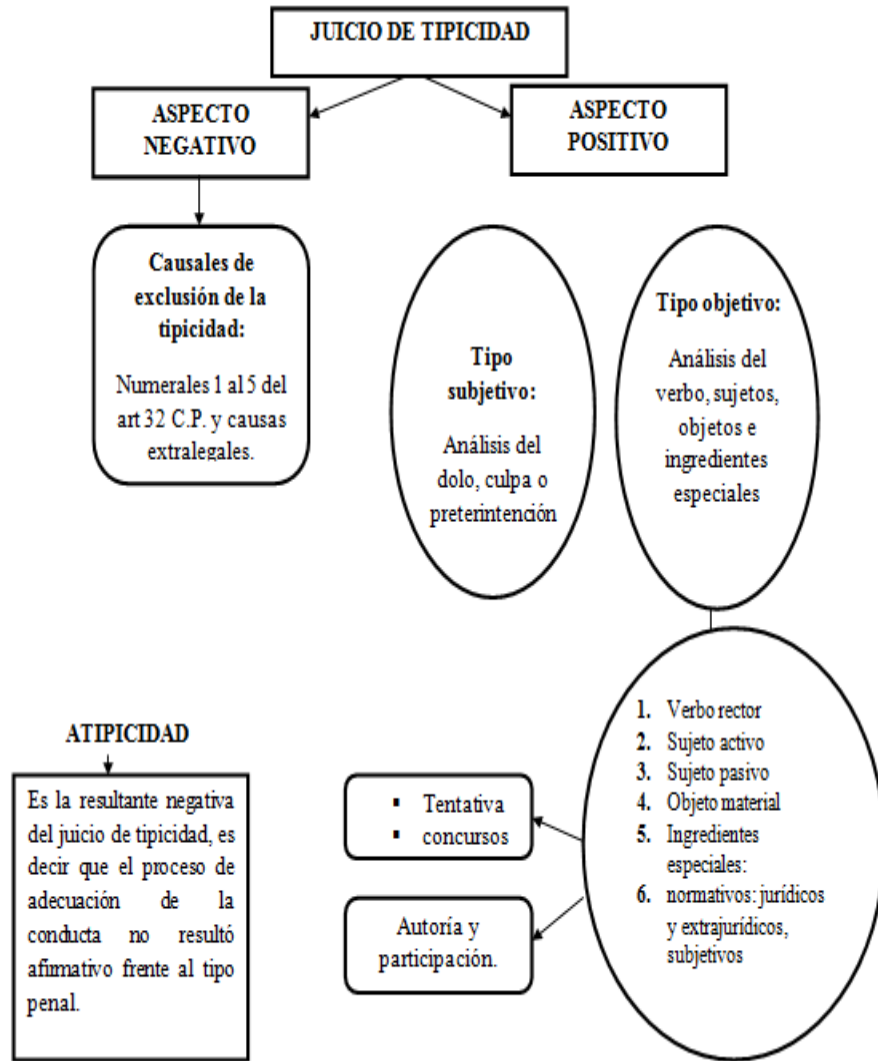 JUICIO DE TIPICIDAD
ASPECTO
NEGATIVO
ASPECTO
POSITIVO
Causales de
exclusión de la
tipicidad:
Numerales 1 al 5 del
art 32 C.P. y causas
extralegales.
Tipo
subjetivo:
Análisis del
dolo, culpa o
preterintención
Tipo objetivo:
Análisis del
verbo, sujetos,
objetos e
ingredientes
especiales
1. Verbo rector
2. Sujeto activo
3. Sujeto pasivo
4. Objeto material
5. Ingredientes
especiales:
6. normativos: jurídicos
y extrajurídicos,
subjetivos
▪ Tentativa
▪ concursos
Autoría y
participación.
ATIPICIDAD
Es la resultante negativa
del juicio de tipicidad, es
decir que el proceso de
adecuación de la
conducta no resultó
afirmativo frente al tipo
penal.